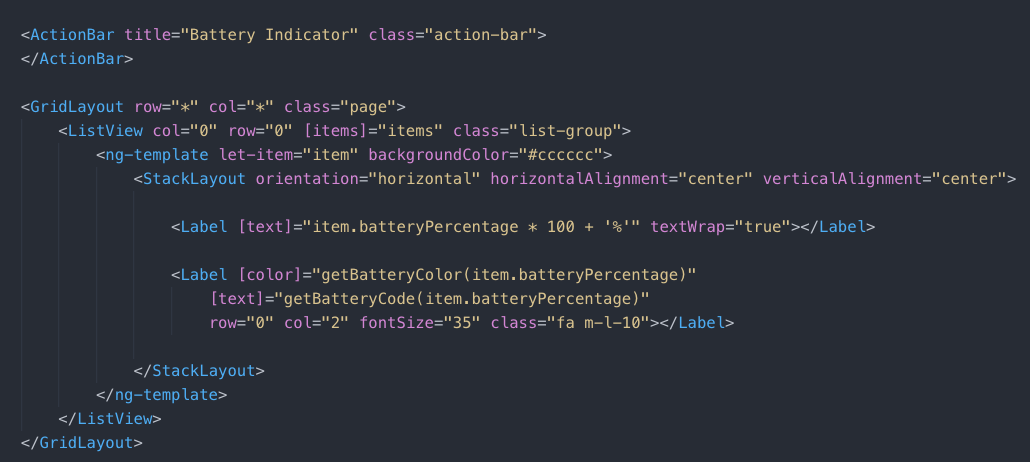 <ActionBar title="Battery Indicator" class="action-bar">
</ActionBar>

<GridLayout row="*" col="*" class="page">
    <ListView col="0" row="0" [items]="items" class="list-group">
        <ng-template let-item="item" backgroundColor="#cccccc">
            <StackLayout orientation="horizontal" horizontalAlignment="center" verticalAlignment="center">

                <Label [text]="item.batteryPercentage * 100 + '%'" textWrap="true"></Label>

                <Label [color]="getBatteryColor(item.batteryPercentage)"
                    [text]="getBatteryCode(item.batteryPercentage)"
                    row="0" col="2" fontSize="35" class="fa m-l-10"></Label>

            </StackLayout>
        </ng-template>
    </ListView>
</GridLayout>